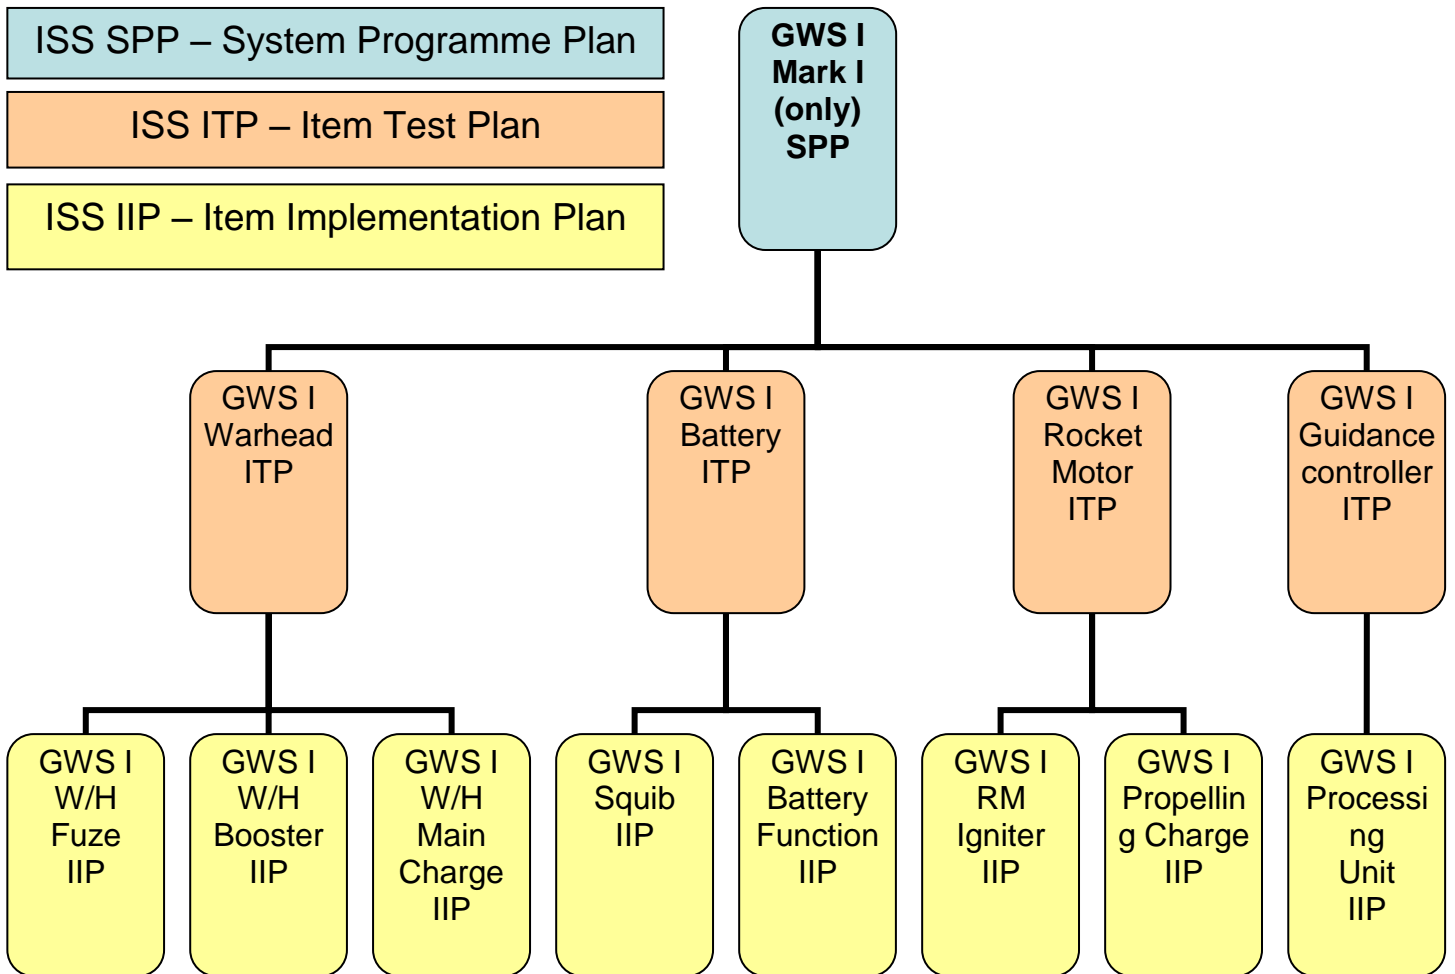 ISS SPP – System Programme Plan
ISS ITP – Item Test Plan
ISS IIP – Item Implementation Plan
GWS I
Mark I
(only)
SPP
GWS I
Warhead
ITP
GWS I
Battery
ITP
GWS I
Rocket
Motor
ITP
GWS I
Guidance
controller
ITP
GWS I
W/H
Fuze
IIP
GWS I
W/H
Booster
IIP
GWS I
W/H
Main
Charge
IIP
GWS I
Squib
IIP
GWS I
Battery
Function
IIP
GWS I
RM
Igniter
IIP
GWS I
Propellin
g Charge
IIP
GWS I
Processi
ng
Unit
IIP